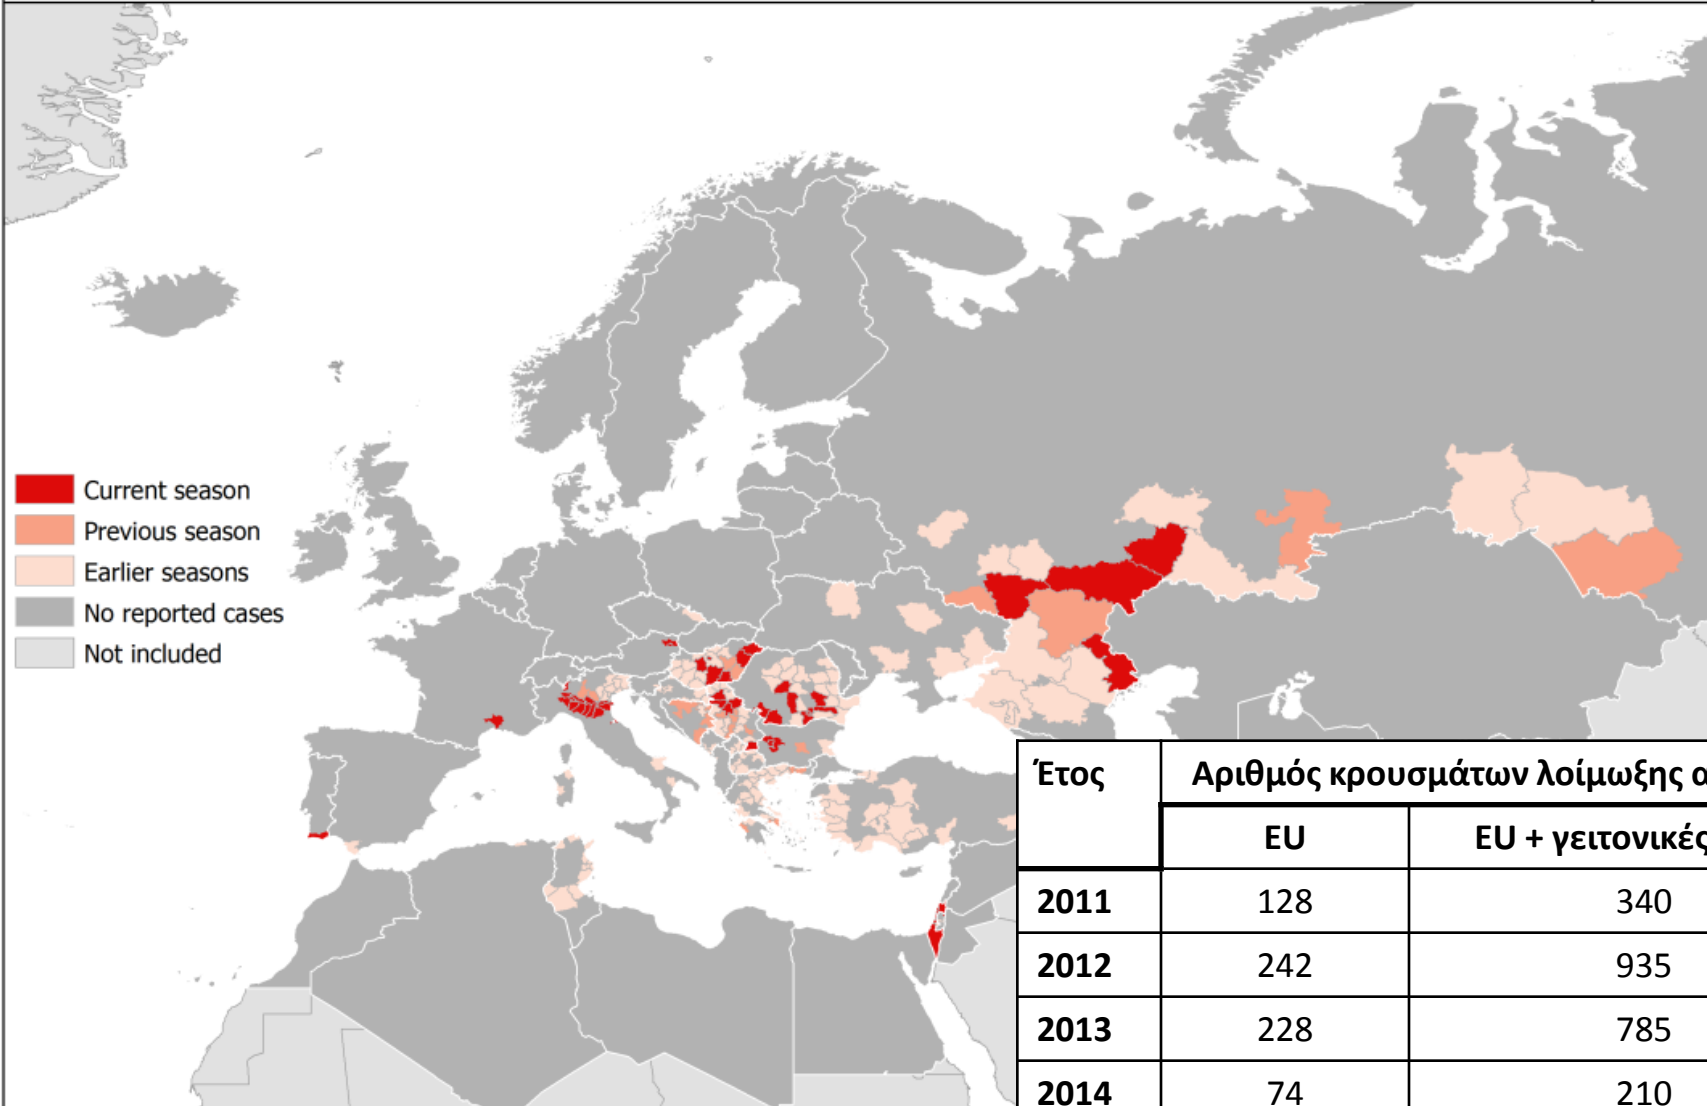 Current season
Previous season
Earlier seasons
No reported cases
Not included
Έτος Αριθμός κρουσμάτων λοίμωξης
EU EU + γειτονικές
2011 128 340
2012 242 935
2013 228 785
2014 74 210